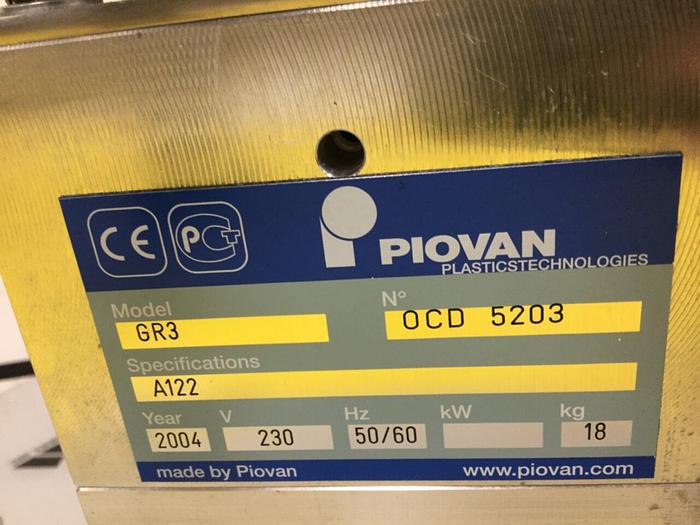 CE PCT PIOVAN
PLASTICSTECHNOLOGIES
Model N°
GR3 OCD 5203
Specifications
A122
Year V Hz kW kg
2004 230 50/60 18
made by Piovan www.piovan.com